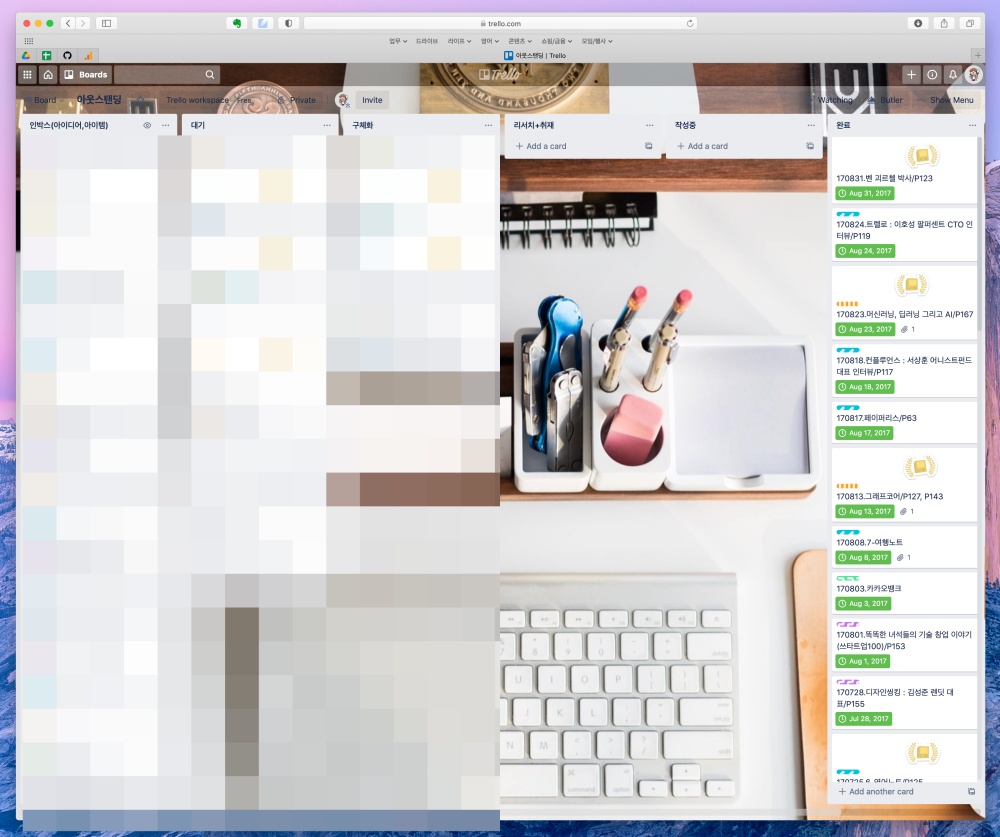 trello.com
업무 드라이브 라이프 영어 콘텐츠 쇼핑/금융 모임/행사
아웃스탠딩 | Trello
Boards
Trello
Board 아웃스탠딩 Trello workspace Free Private Invite Watching Butler Show Menu
인박스(아이디어,아이템)
대기
구체화
리서치+취재
Add a card
작성중
Add a card
완료
170831.벤 괴르첼 박사/P123
Aug 31, 2017
170824.트렐로 : 이호성 팔퍼센트 CTO 인
터뷰/P119
Aug 24, 2017
170823.머신러닝, 딥러닝 그리고 AI/P167
Aug 23, 2017 1
170818.컨플루언스 : 서상훈 어니스트펀드
대표 인터뷰/P117
Aug 18, 2017
170817.페이퍼리스/P63
Aug 17, 2017
170813.그래프코어/P127, P143
Aug 13, 2017 1
170808.7-여행노트
Aug 8, 2017 1
170803.카카오뱅크
Aug 3, 2017
170801.똑똑한 녀석들의 기술 창업 이야기
(쓰타트업100)/P153
Aug 1, 2017
170728.디자인씽킹 : 김성준 렌딧 대
표/P155
Jul 28, 2017
170725.6-영어노트/P125
Add another card